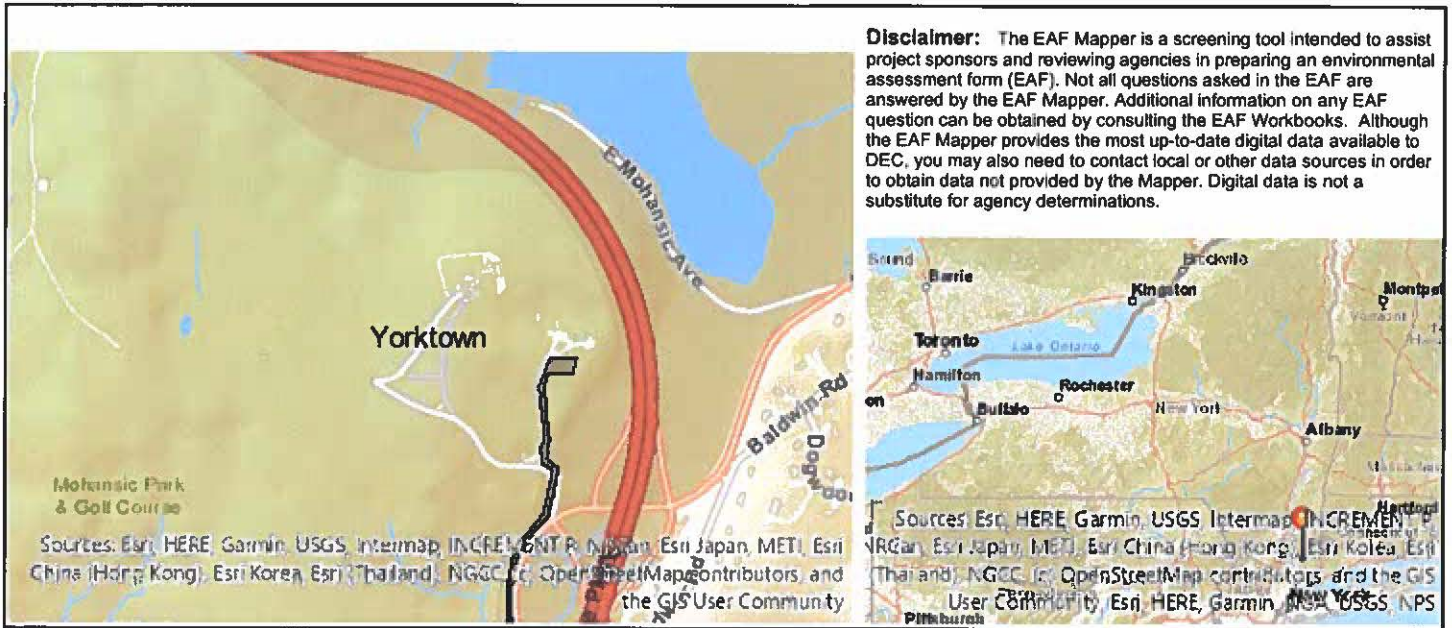 Disclaimer: The EAF Mapper is a screening tool intended to assist
project sponsors and reviewing agencies in preparing an environmental
assessment form (EAF). Not all questions asked in the EAF are
answered by the EAF Mapper. Additional information on any EAF
question can be obtained by consulting the EAF Workbooks. Although
the EAF Mapper provides the most up-to-date digital data available to
DEC, you may also need to contact local or other data sources in order
to obtain data not provided by the Mapper. Digital data is not a
substitute for agency determinations.
E Mohansic Ave
Yorktown
Baldwin Rd
Mohansic Park
& Golf Course
Sources: Esri, HERE, Garmin, USGS, Intermap, INCREMENT P, NRCan, Esri Japan, METI, Esri
China (Hong Kong), Esri Korea, Esri (Thailand), NGCC, (c) OpenStreetMap contributors, and
the GIS User Community
Sound
Barrie
Brockville
Kingston
Montpel
Vermont
Toronto
Lake Ontario
Hamilton
Rochester
on
Buffalo
New York
Albany
Hartford
Sources: Esri, HERE, Garmin, USGS, Intermap, INCREMENT P,
NRCan, Esri Japan, METI, Esri China (Hong Kong), Esri Korea, Esri
(Thailand), NGCC, (c) OpenStreetMap contributors, and the GIS
User Community, Esri, HERE, Garmin, NGA, USGS, NPS
New York
Pittsburgh